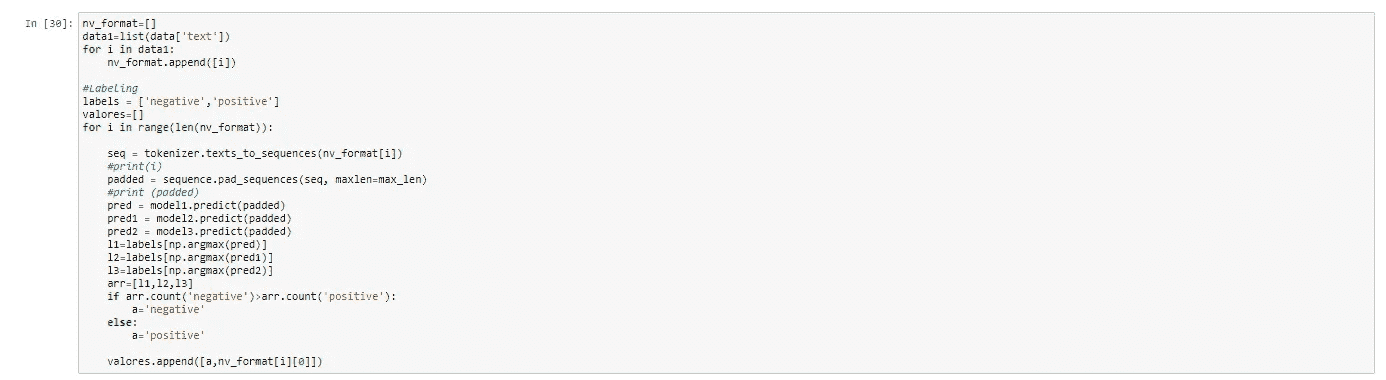 In [30]: nv_format=[]
data1=list(data['text'])
for i in data1:
    nv_format.append([i])

#Labeling
labels = ['negative','positive']
valores=[]
for i in range(len(nv_format)):

    seq = tokenizer.texts_to_sequences(nv_format[i])
    #print(i)
    padded = sequence.pad_sequences(seq, maxlen=max_len)
    #print (padded)
    pred = model1.predict(padded)
    pred1 = model2.predict(padded)
    pred2 = model3.predict(padded)
    l1=labels[np.argmax(pred)]
    l2=labels[np.argmax(pred1)]
    l3=labels[np.argmax(pred2)]
    arr=[l1,l2,l3]
    if arr.count('negative')>arr.count('positive'):
        a='negative'
    else:
        a='positive'

    valores.append([a,nv_format[i][0]])